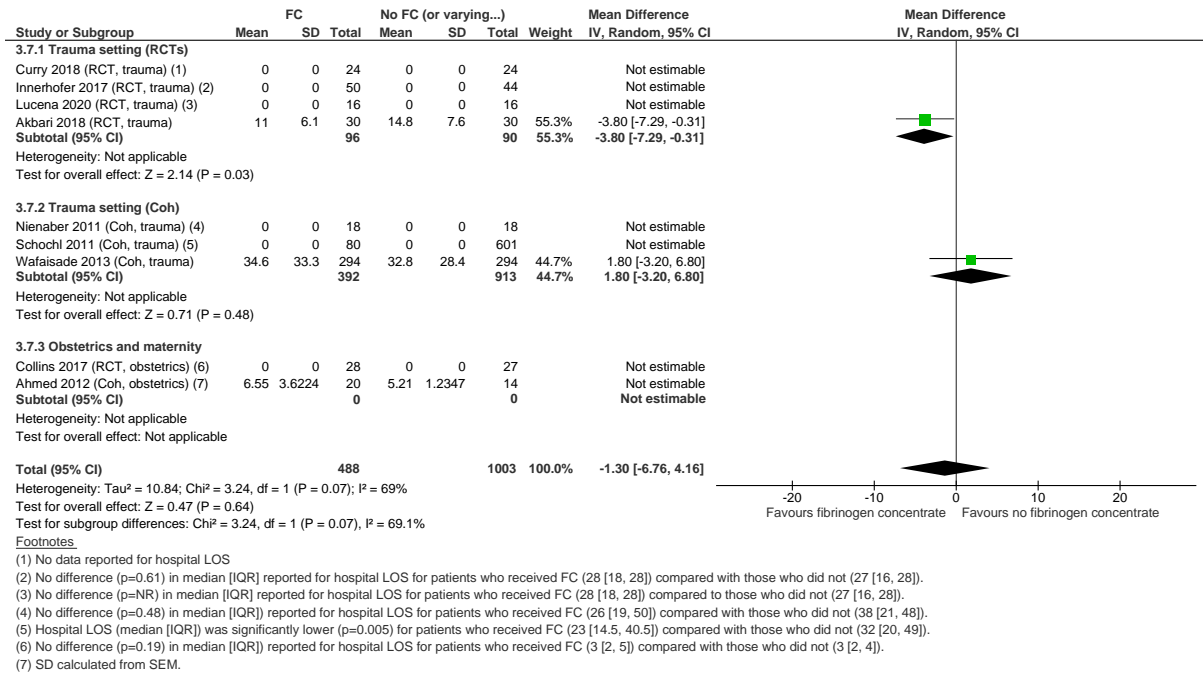 FC No FC (or varying...) Mean Difference Mean Difference
Study or Subgroup Mean SD Total Mean SD Total Weight IV, Random, 95% CI IV, Random, 95% CI
3.7.1 Trauma setting (RCTs)
Curry 2018 (RCT, trauma) (1) 0 0 24 0 0 24 Not estimable
Innerhofer 2017 (RCT, trauma) (2) 0 0 50 0 0 44 Not estimable
Lucena 2020 (RCT, trauma) (3) 0 0 16 0 0 16 Not estimable
Akbari 2018 (RCT, trauma) 11 6.1 30 14.8 7.6 30 55.3% -3.80 [-7.29, -0.31]
Subtotal (95% CI) 96 90 55.3% -3.80 [-7.29, -0.31]
Heterogeneity: Not applicable
Test for overall effect: Z = 2.14 (P = 0.03)
3.7.2 Trauma setting (Coh)
Nienaber 2011 (Coh, trauma) (4) 0 0 18 0 0 18 Not estimable
Schochl 2011 (Coh, trauma) (5) 0 0 80 0 0 601 Not estimable
Wafaisade 2013 (Coh, trauma) 34.6 33.3 294 32.8 28.4 294 44.7% 1.80 [-3.20, 6.80]
Subtotal (95% CI) 392 913 44.7% 1.80 [-3.20, 6.80]
Heterogeneity: Not applicable
Test for overall effect: Z = 0.71 (P = 0.48)
3.7.3 Obstetrics and maternity
Collins 2017 (RCT, obstetrics) (6) 0 0 28 0 0 27 Not estimable
Ahmed 2012 (Coh, obstetrics) (7) 6.55 3.6224 20 5.21 1.2347 14 Not estimable
Subtotal (95% CI) 0 0 Not estimable
Heterogeneity: Not applicable
Test for overall effect: Not applicable
Total (95% CI) 488 1003 100.0% -1.30 [-6.76, 4.16]
Heterogeneity: Tau² = 10.84; Chi² = 3.24, df = 1 (P = 0.07); I² = 69%
Test for overall effect: Z = 0.47 (P = 0.64)
Test for subgroup differences: Chi² = 3.24, df = 1 (P = 0.07), I² = 69.1%
-20 -10 0 10 20
Favours fibrinogen concentrate Favours no fibrinogen concentrate
Footnotes
(1) No data reported for hospital LOS
(2) No difference (p=0.61) in median [IQR] reported for hospital LOS for patients who received FC (28 [18, 28]) compared with those who did not (27 [16, 28]).
(3) No difference (p=NR) in median [IQR] reported for hospital LOS for patients who received FC (28 [18, 28]) compared to those who did not (27 [16, 28]).
(4) No difference (p=0.48) in median [IQR]) reported for hospital LOS for patients who received FC (26 [19, 50]) compared with those who did not (38 [21, 48]).
(5) Hospital LOS (median [IQR]) was significantly lower (p=0.005) for patients who received FC (23 [14.5, 40.5]) compared with those who did not (32 [20, 49]).
(6) No difference (p=0.19) in median [IQR]) reported for hospital LOS for patients who received FC (3 [2, 5]) compared with those who did not (3 [2, 4]).
(7) SD calculated from SEM.